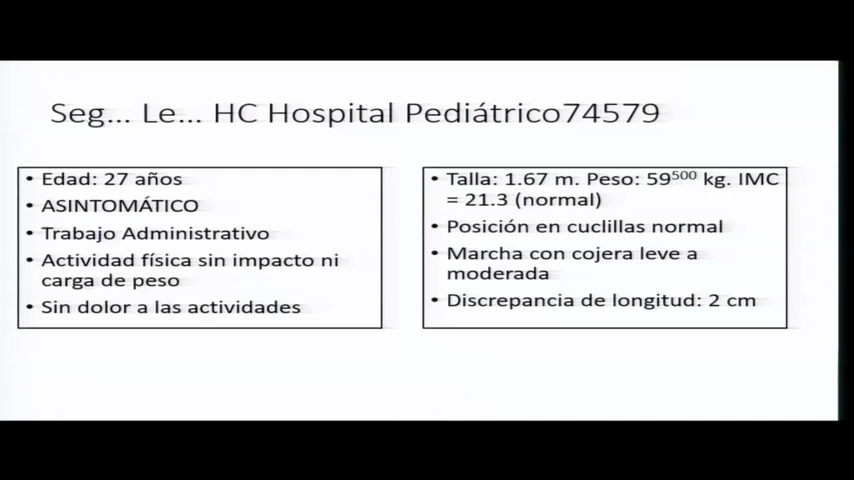 Seg... Le... HC Hospital Pediátrico74579
• Edad: 27 años
• ASINTOMÁTICO
• Trabajo Administrativo
• Actividad física sin impacto ni
carga de peso
• Sin dolor a las actividades
• Talla: 1.67 m. Peso: 59⁵⁰⁰ kg. IMC
= 21.3 (normal)
• Posición en cuclillas normal
• Marcha con cojera leve a
moderada
• Discrepancia de longitud: 2 cm